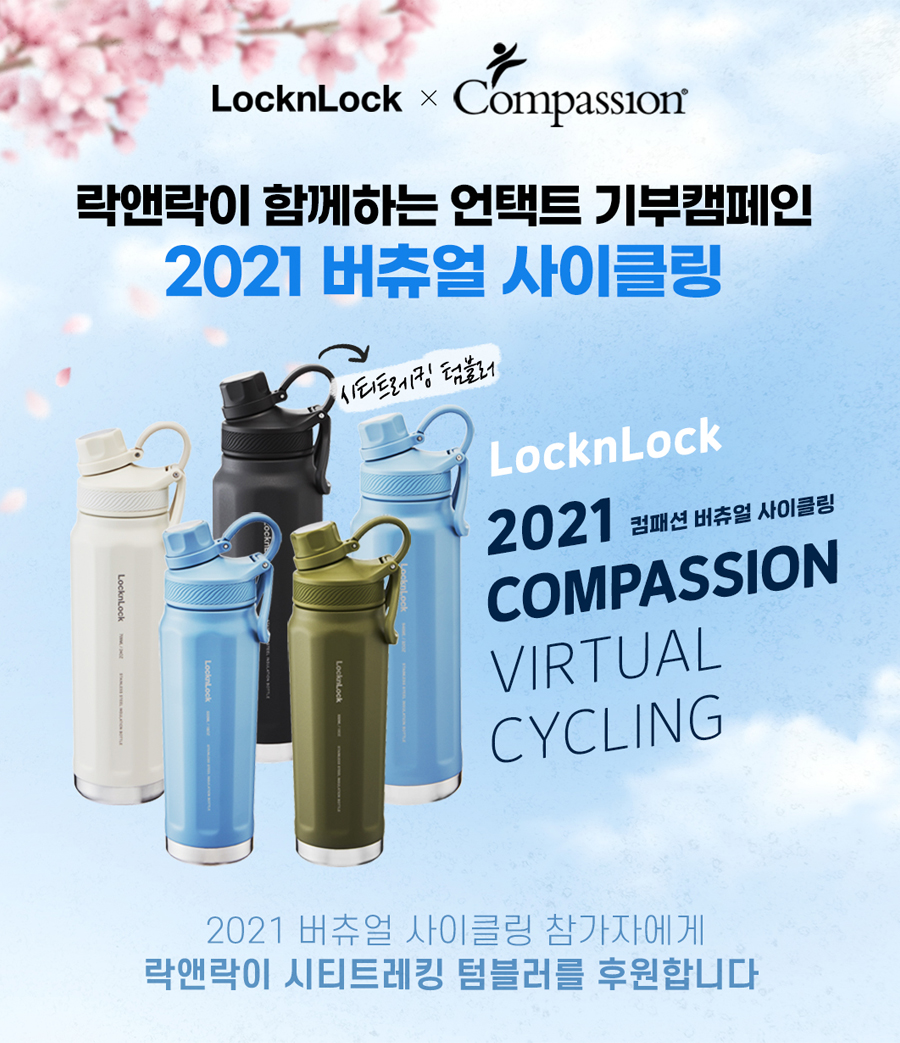 LocknLock × Compassion®
락앤락이 함께하는 언택트 기부캠페인
2021 버츄얼 사이클링
시티트레킹 텀블러
LocknLock
2021 컴패션 버츄얼 사이클링
COMPASSION
VIRTUAL
CYCLING
LocknLock
LocknLock
LocknLock
LocknLock
2021 버츄얼 사이클링 참가자에게
락앤락이 시티트레킹 텀블러를 후원합니다